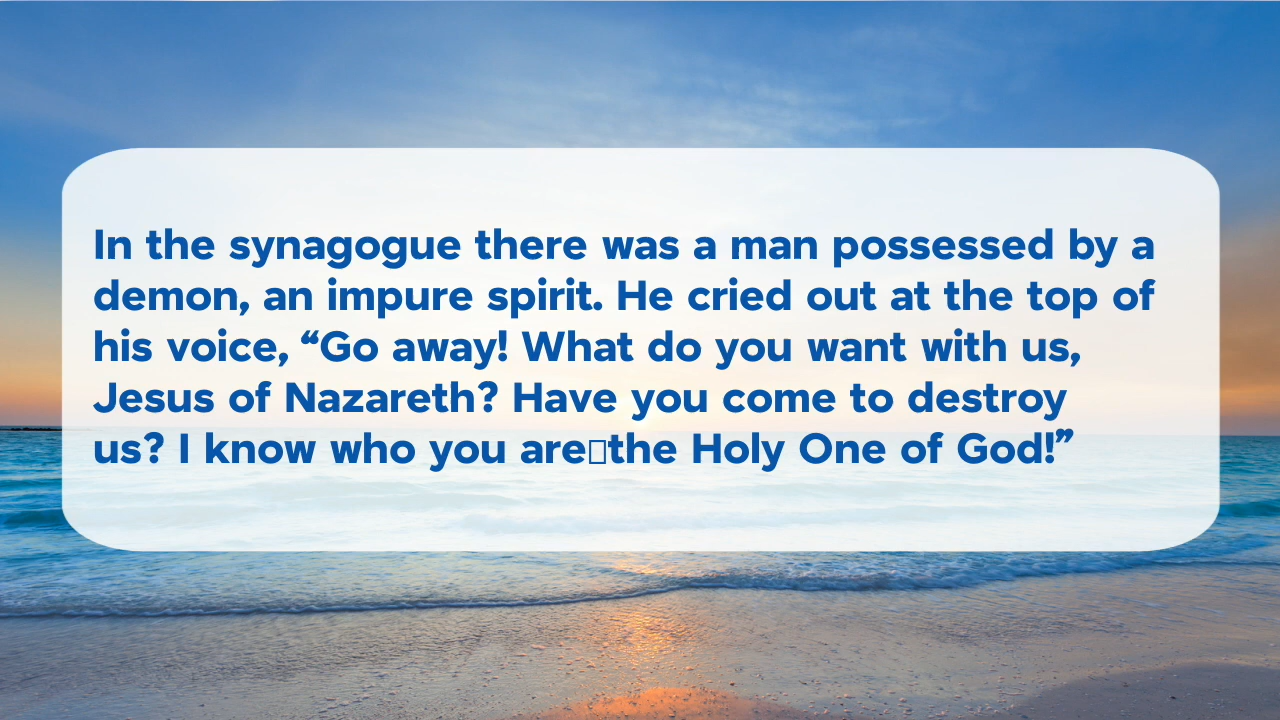 In the synagogue there was a man possessed by a
demon, an impure spirit. He cried out at the top of
his voice, “Go away! What do you want with us,
Jesus of Nazareth? Have you come to destroy
us? I know who you are▯the Holy One of God!”